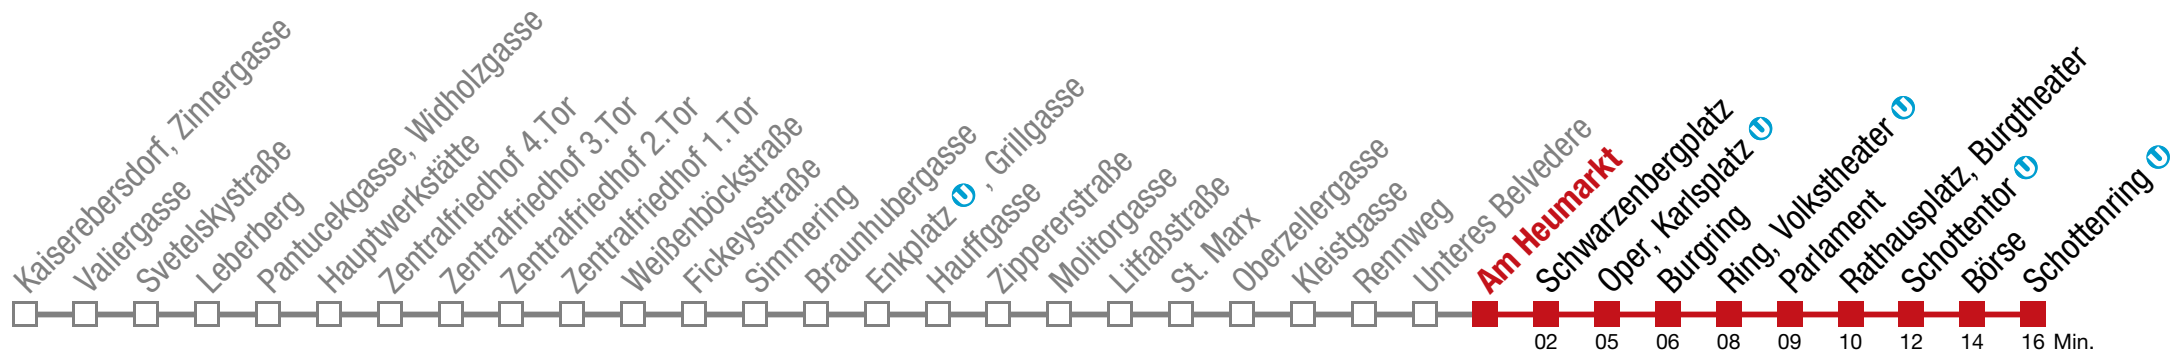 Kaiserebersdorf, Zinnergasse
Valiergasse
Svetelskystraße
Leberberg
Pantucekgasse, Widholzgasse
Hauptwerkstätte
Zentralfriedhof 4.Tor
Zentralfriedhof 3.Tor
Zentralfriedhof 2.Tor
Zentralfriedhof 1.Tor
Weißenböckstraße
Fickeysstraße
Simmering
Braunhubergasse
Enkplatz U , Grillgasse
Hauffgasse
Zippererstraße
Molitorgasse
Litfaßstraße
St. Marx
Oberzellergasse
Kleistgasse
Rennweg
Unteres Belvedere
Am Heumarkt
Schwarzenbergplatz
Oper, Karlsplatz U
Burgring
Ring, Volkstheater U
Parlament
Rathausplatz, Burgtheater
Schottentor U
Börse
Schottenring U
02 05 06 08 09 10 12 14 16 Min.